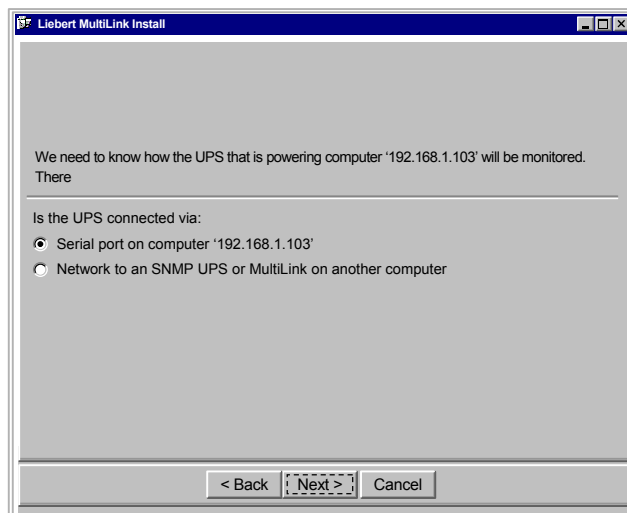 Liebert MultiLink Install
We need to know how the UPS that is powering computer ‘192.168.1.103’ will be monitored.
There
Is the UPS connected via:
Serial port on computer ‘192.168.1.103’
Network to an SNMP UPS or MultiLink on another computer
< Back Next > Cancel